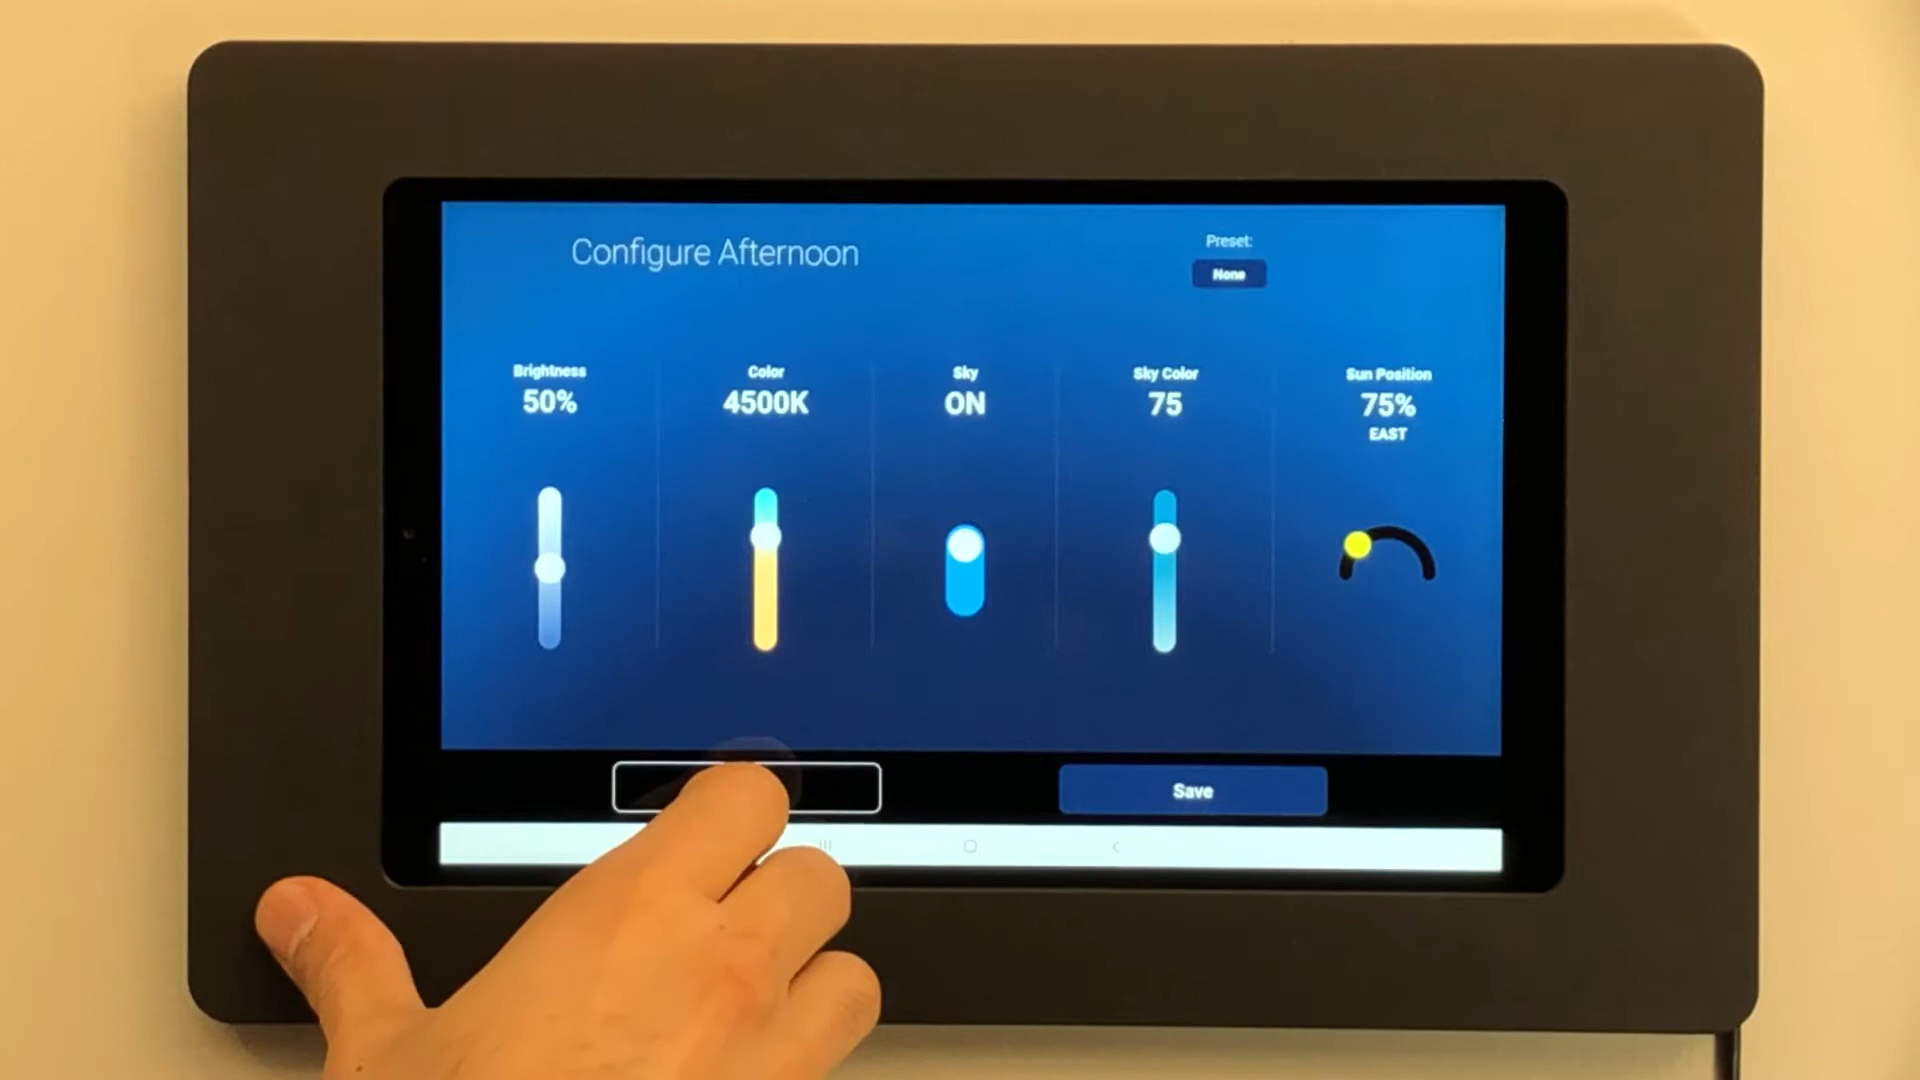 Configure Afternoon
Preset:
None
Brightness
50%
Color
4500K
Sky
ON
Sky Color
75
Sun Position
75%
EAST
Save